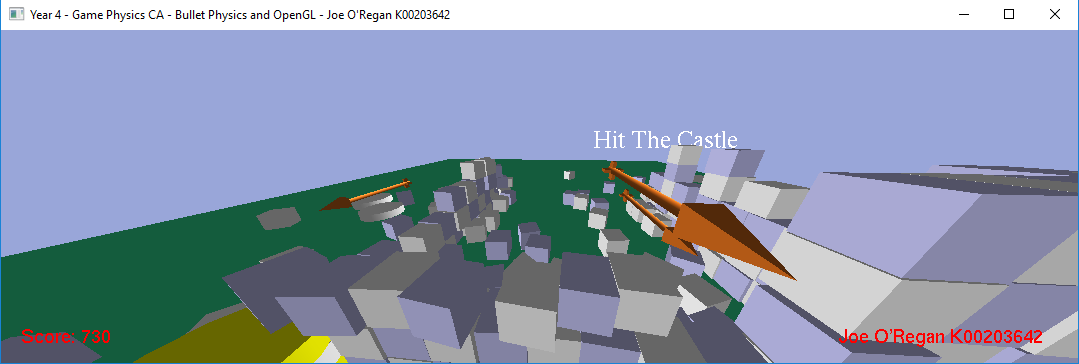 Year 4 - Game Physics CA - Bullet Physics and OpenGL - Joe O'Regan K00203642
Hit The Castle
Score: 730
Joe O'Regan K00203642